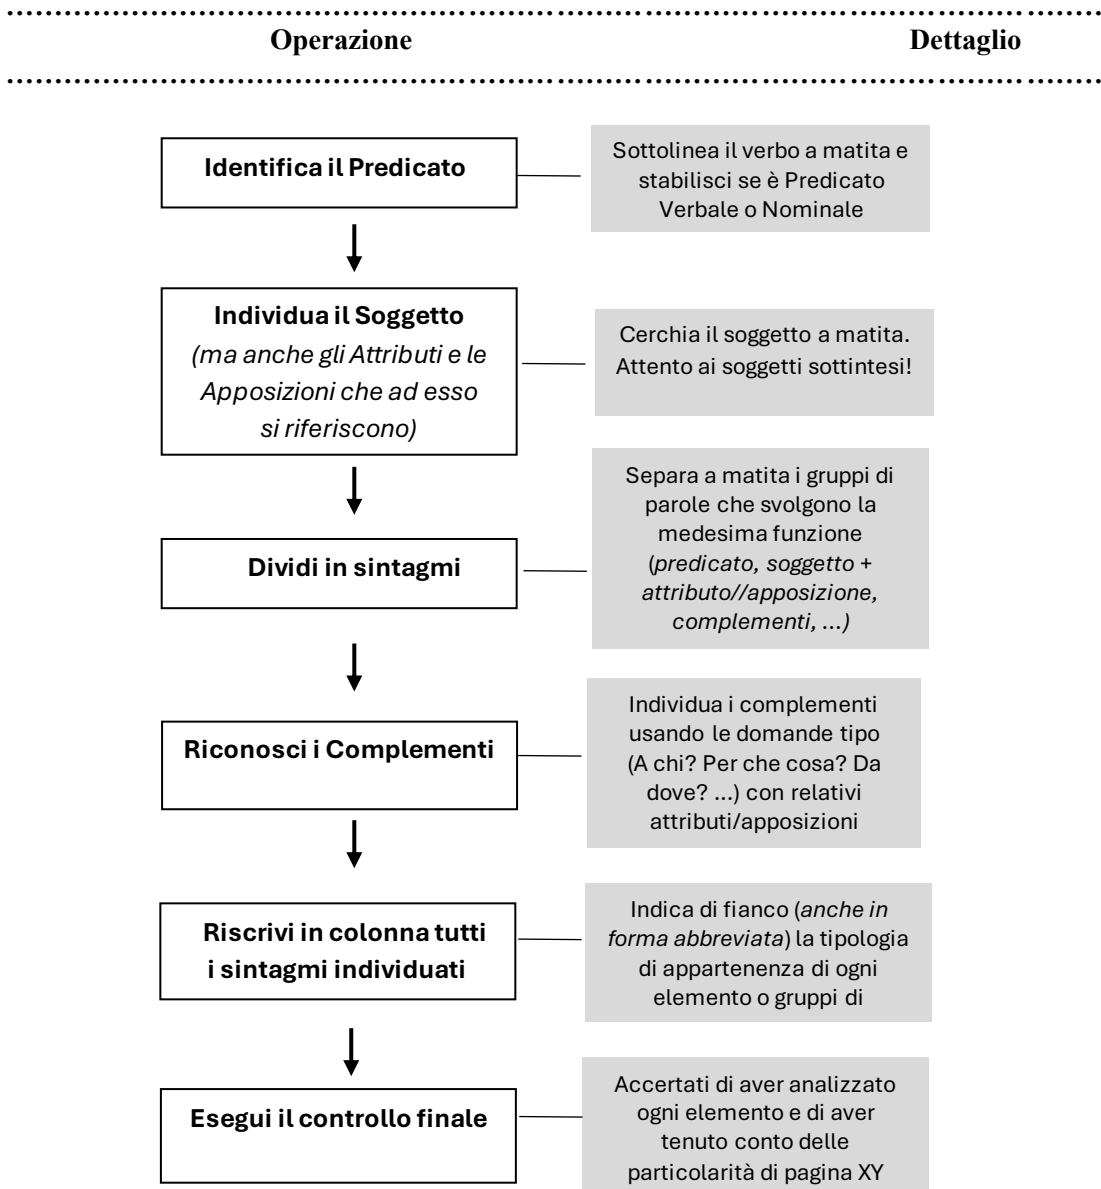 Operazione Dettaglio
Identifica il Predicato
Sottolinea il verbo a matita e
stabilisci se è Predicato
Verbale o Nominale
Individua il Soggetto
(ma anche gli Attributi e le
Apposizioni che ad esso
si riferiscono)
Cerchia il soggetto a matita.
Attento ai soggetti sottintesi!
Dividi in sintagmi
Separa a matita i gruppi di
parole che svolgono la
medesima funzione
(predicato, soggetto +
attributo//apposizione,
complementi, ...)
Riconosci i Complementi
Individua i complementi
usando le domande tipo
(A chi? Per che cosa? Da
dove? ...) con relativi
attributi/apposizioni
Riscrivi in colonna tutti
i sintagmi individuati
Indica di fianco (anche in
forma abbreviata) la tipologia
di appartenenza di ogni
elemento o gruppi di
Esegui il controllo finale
Accertati di aver analizzato
ogni elemento e di aver
tenuto conto delle
particolarità di pagina XY